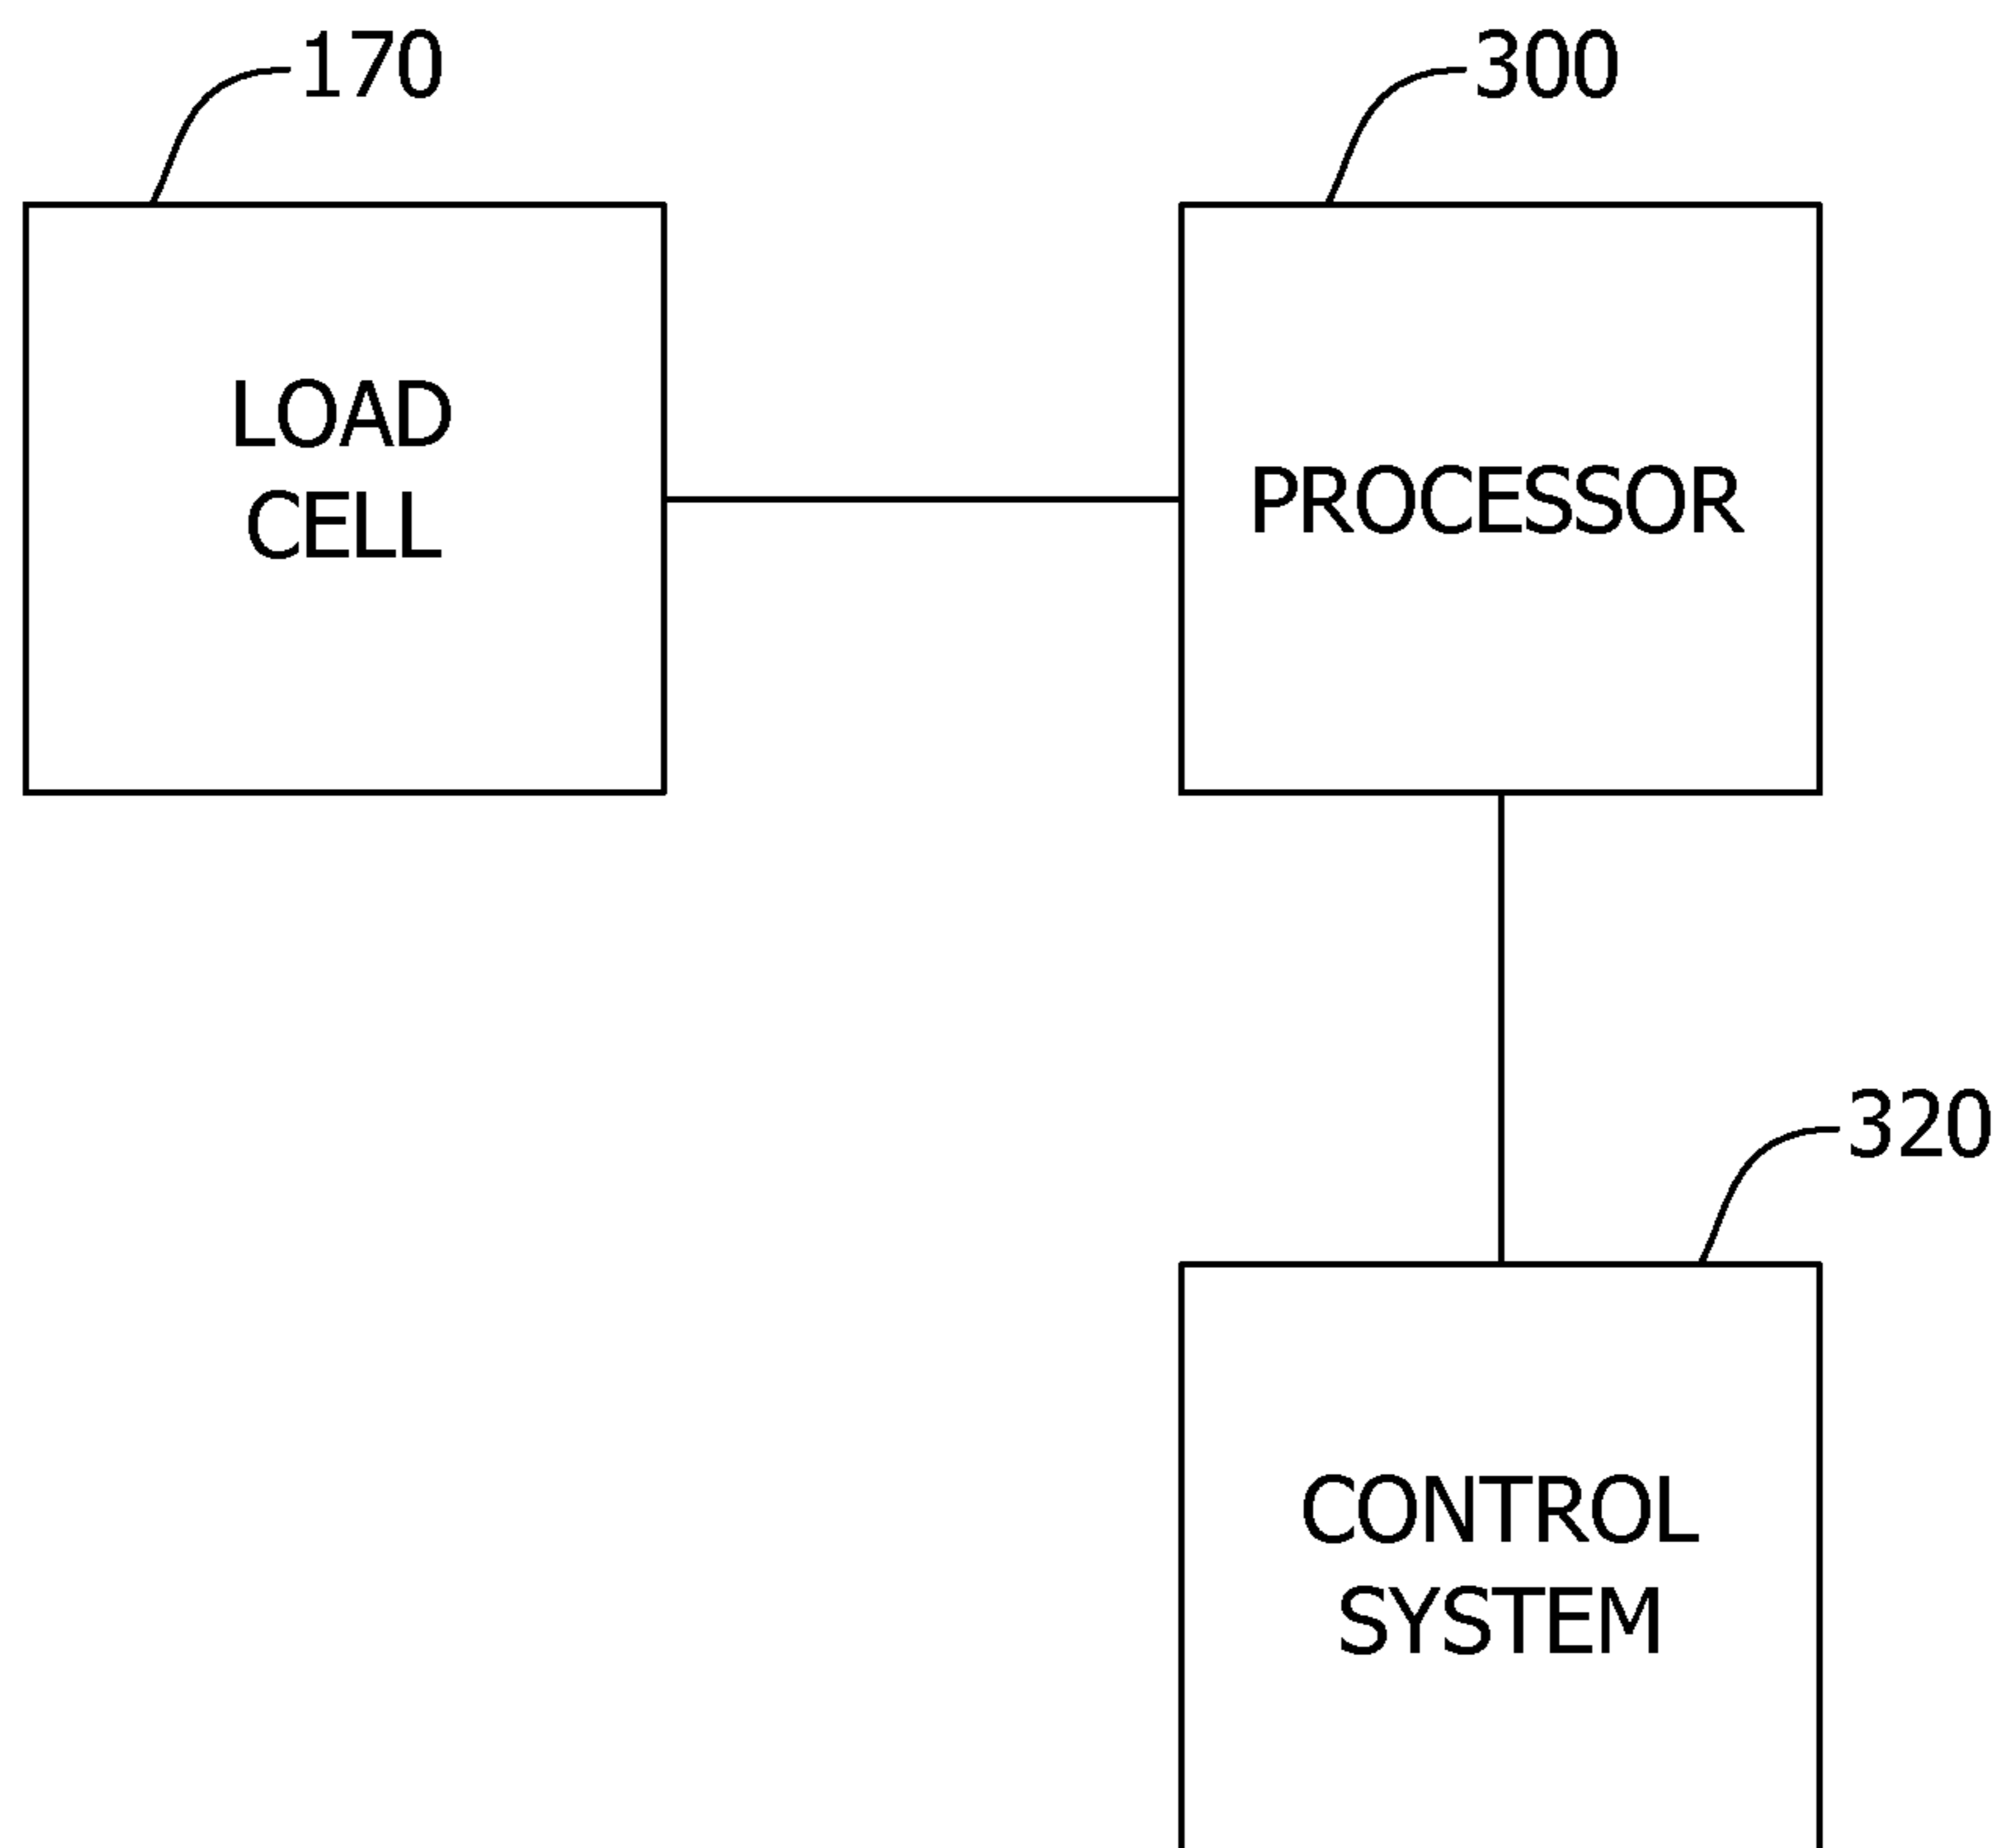 170
300
LOAD
CELL
PROCESSOR
320
CONTROL
SYSTEM